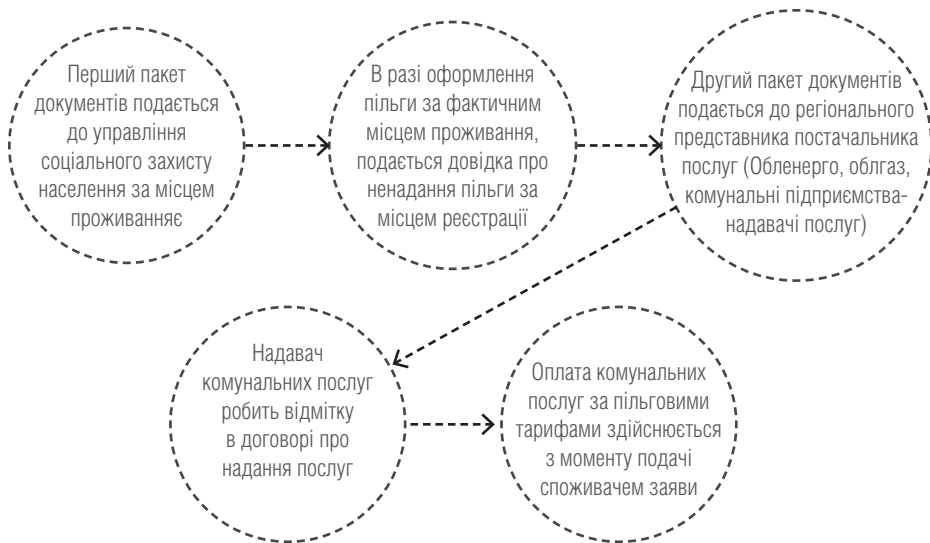 Перший пакет
документів подається
до управління
соціального захисту
населення за місцем
проживанняє
В разі оформлення
пільги за фактичним
місцем проживання,
подається довідка про
ненадання пільги за
місцем реєстрації
Другий пакет документів
подається до регіонального
представника постачальника
послуг (Обленерго, облгаз,
комунальні підприємства-
надавачі послуг)
Надавач
комунальних послуг
робить відмітку
в договорі про
надання послуг
Оплата комунальних
послуг за пільговими
тарифами здійснюється
з моменту подачі
споживачем заяви